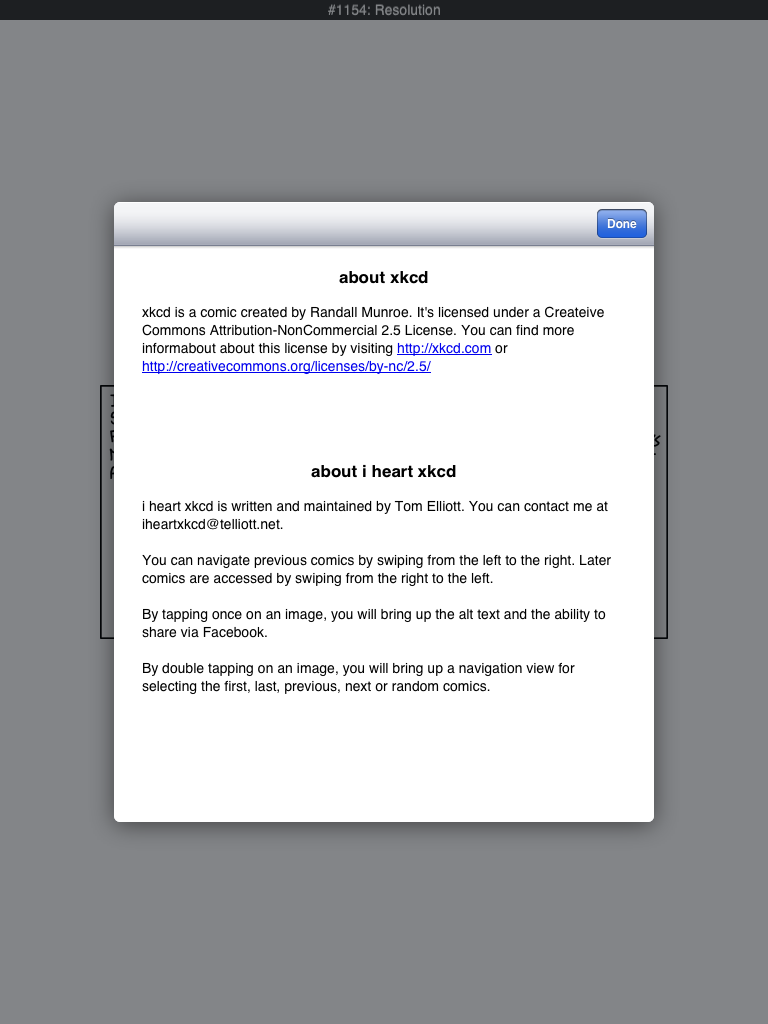 #1154: Resolution
Done
about xkcd
xkcd is a comic created by Randall Munroe. It's licensed under a Createive
Commons Attribution-NonCommercial 2.5 License. You can find more
informabout about this license by visiting http://xkcd.com or
http://creativecommons.org/licenses/by-nc/2.5/
about i heart xkcd
i heart xkcd is written and maintained by Tom Elliott. You can contact me at
iheartxkcd@telliott.net.
You can navigate previous comics by swiping from the left to the right. Later
comics are accessed by swiping from the right to the left.
By tapping once on an image, you will bring up the alt text and the ability to
share via Facebook.
By double tapping on an image, you will bring up a navigation view for
selecting the first, last, previous, next or random comics.